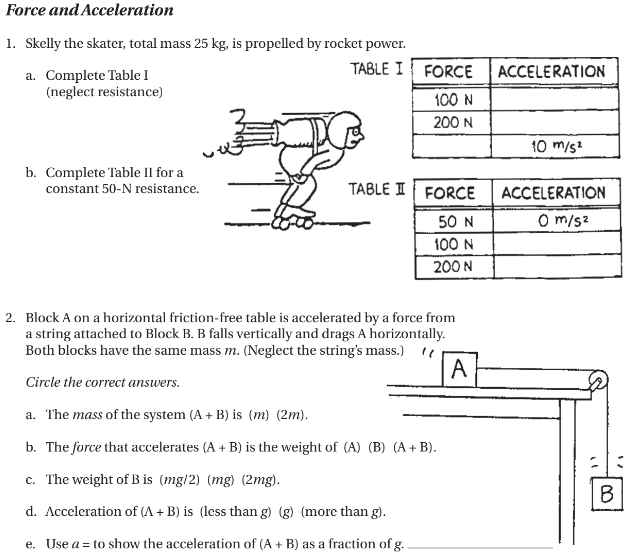 Force and Acceleration
1. Skelly the skater, total mass 25 kg, is propelled by rocket power.
a. Complete Table I
(neglect resistance)
TABLE I
FORCE ACCELERATION
100 N
200 N
10 m/s²
b. Complete Table II for a
constant 50-N resistance.
TABLE II
FORCE ACCELERATION
50 N 0 m/s²
100 N
200 N
2. Block A on a horizontal friction-free table is accelerated by a force from
a string attached to Block B. B falls vertically and drags A horizontally.
Both blocks have the same mass m. (Neglect the string's mass.)
Circle the correct answers.
a. The mass of the system (A + B) is (m) (2m).
b. The force that accelerates (A + B) is the weight of (A) (B) (A + B).
c. The weight of B is (mg/2) (mg) (2mg).
d. Acceleration of (A + B) is (less than g) (g) (more than g).
e. Use a = to show the acceleration of (A + B) as a fraction of g.
A
B